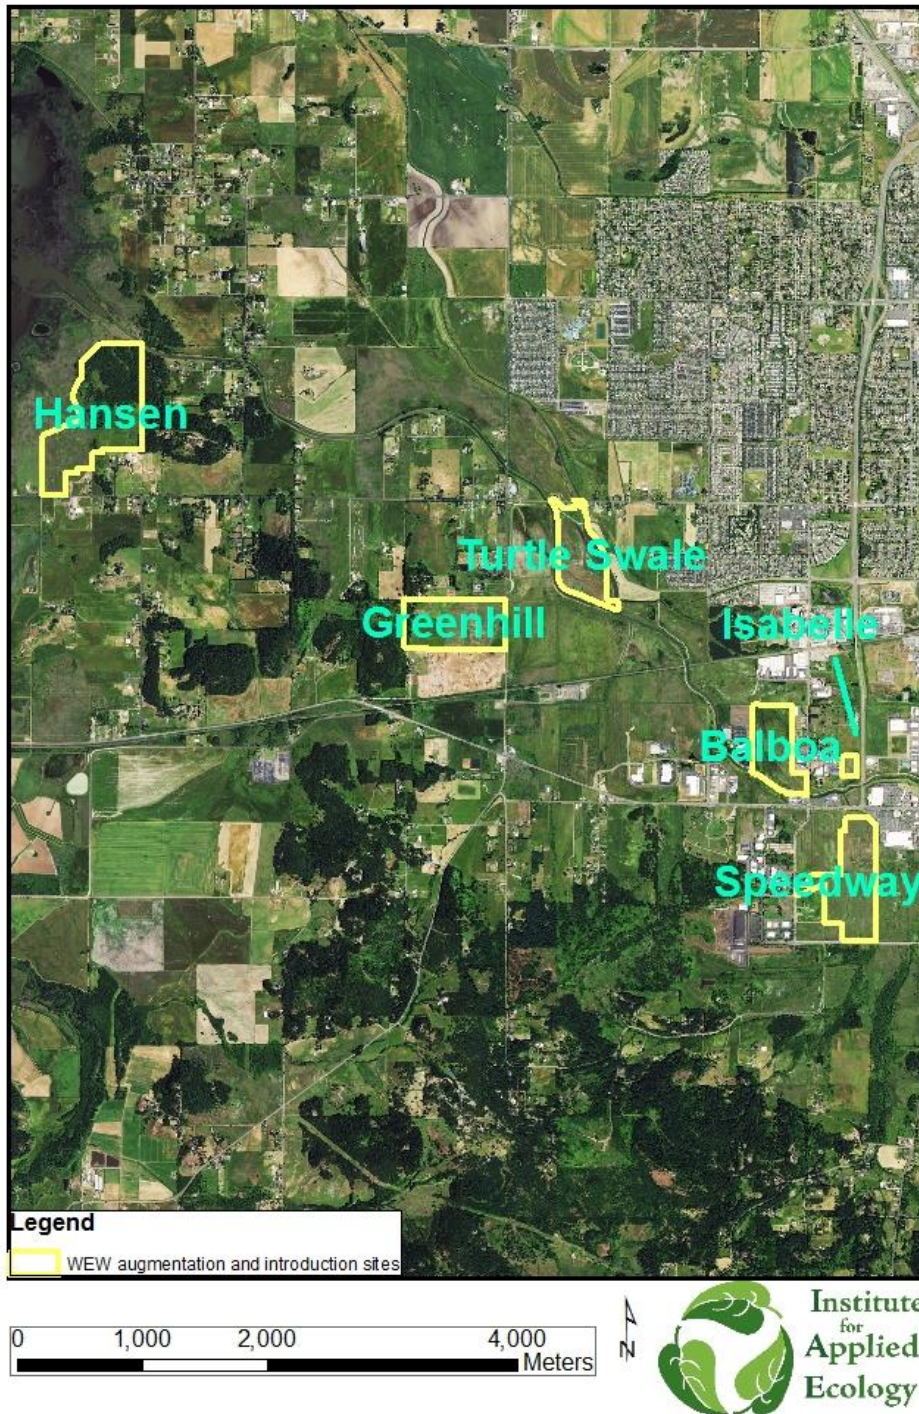 Hansen
Turtle Swale
Greenhill
Isabelle
Balboa
Speedway
Legend
WEW augmentation and introduction sites
0 1,000 2,000 4,000
Meters
N
Institute
for
Applied
Ecology